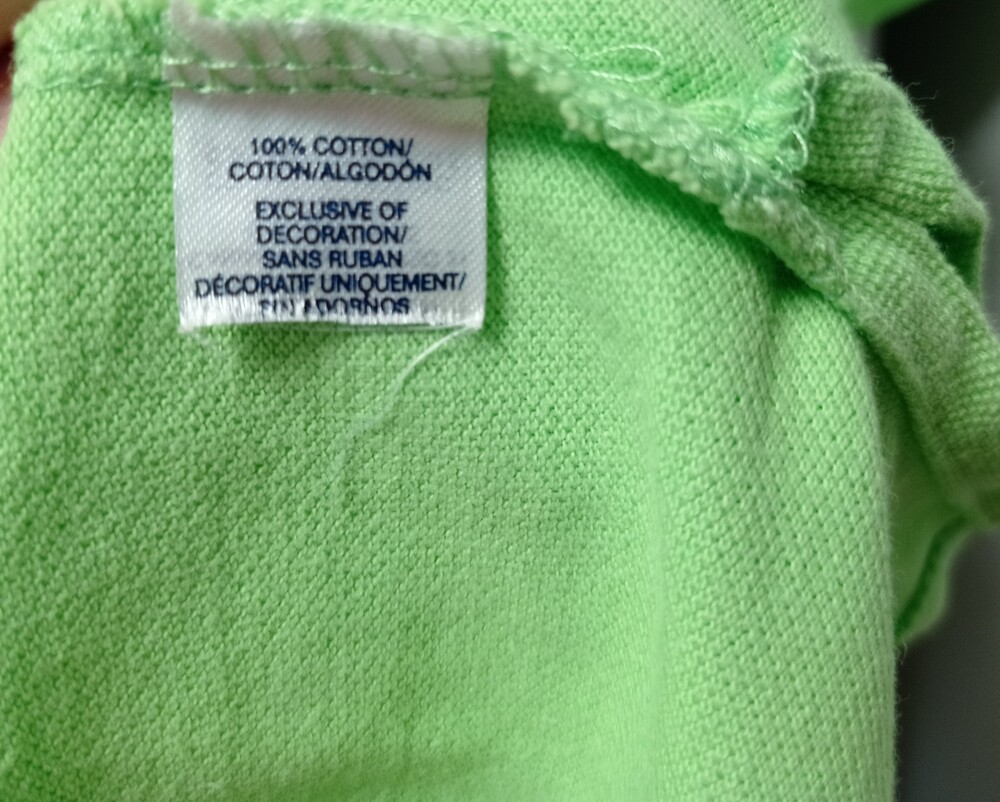 100% COTTON/
COTON/ALGODÓN
EXCLUSIVE OF
DECORATION/
SANS RUBAN
DÉCORATIF UNIQUEMENT/
SIN ADORNOS